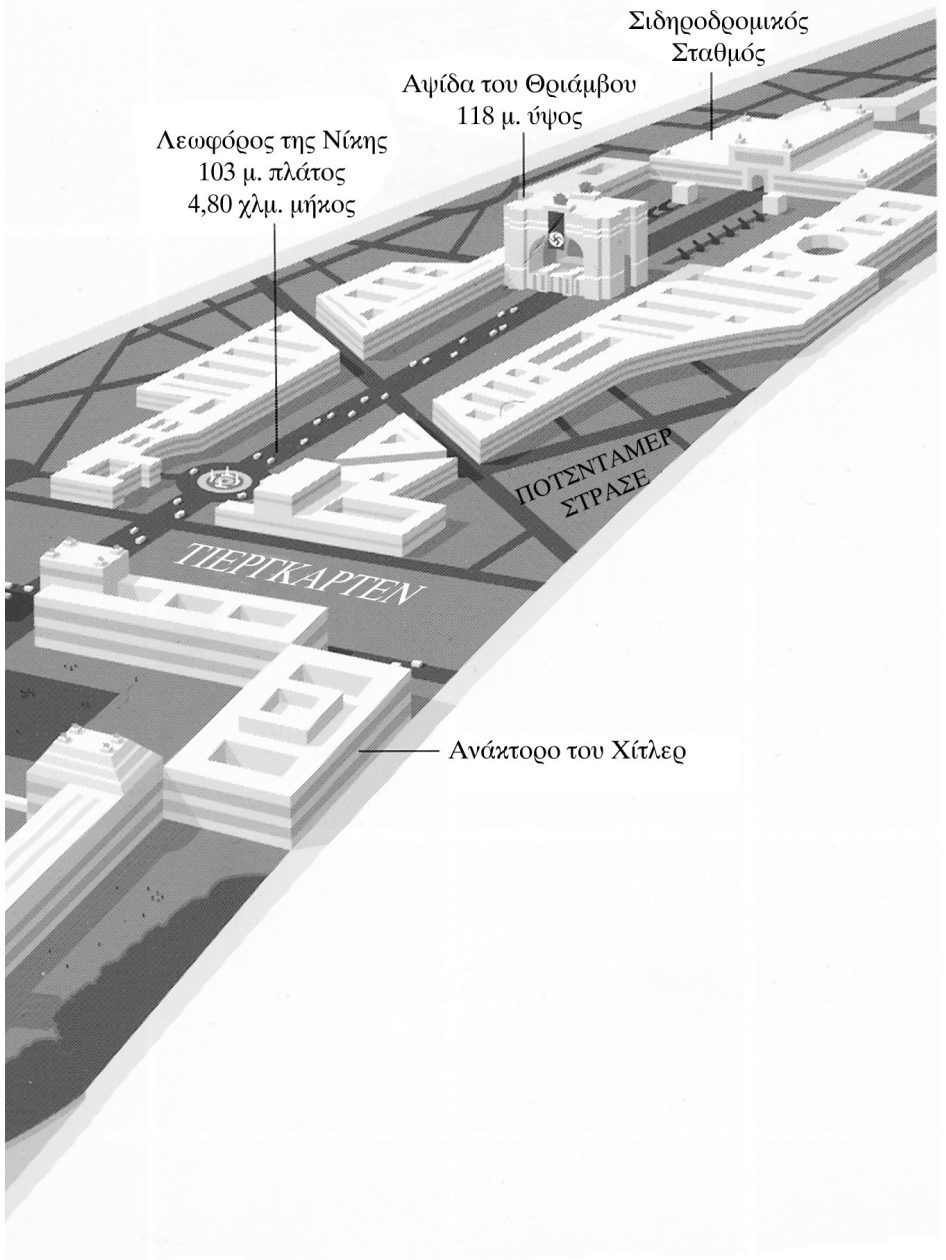 Σιδηροδρομικός
Σταθμός
Αψίδα του Θριάμβου
118 μ. ύψος
Λεωφόρος της Νίκης
103 μ. πλάτος
4,80 χλμ. μήκος
ΠΟΤΣΝΤΑΜΕΡ
ΣΤΡΑΣΕ
ΤΙΕΡΓΚΑΡΤΕΝ
Ανάκτορο του Χίτλερ